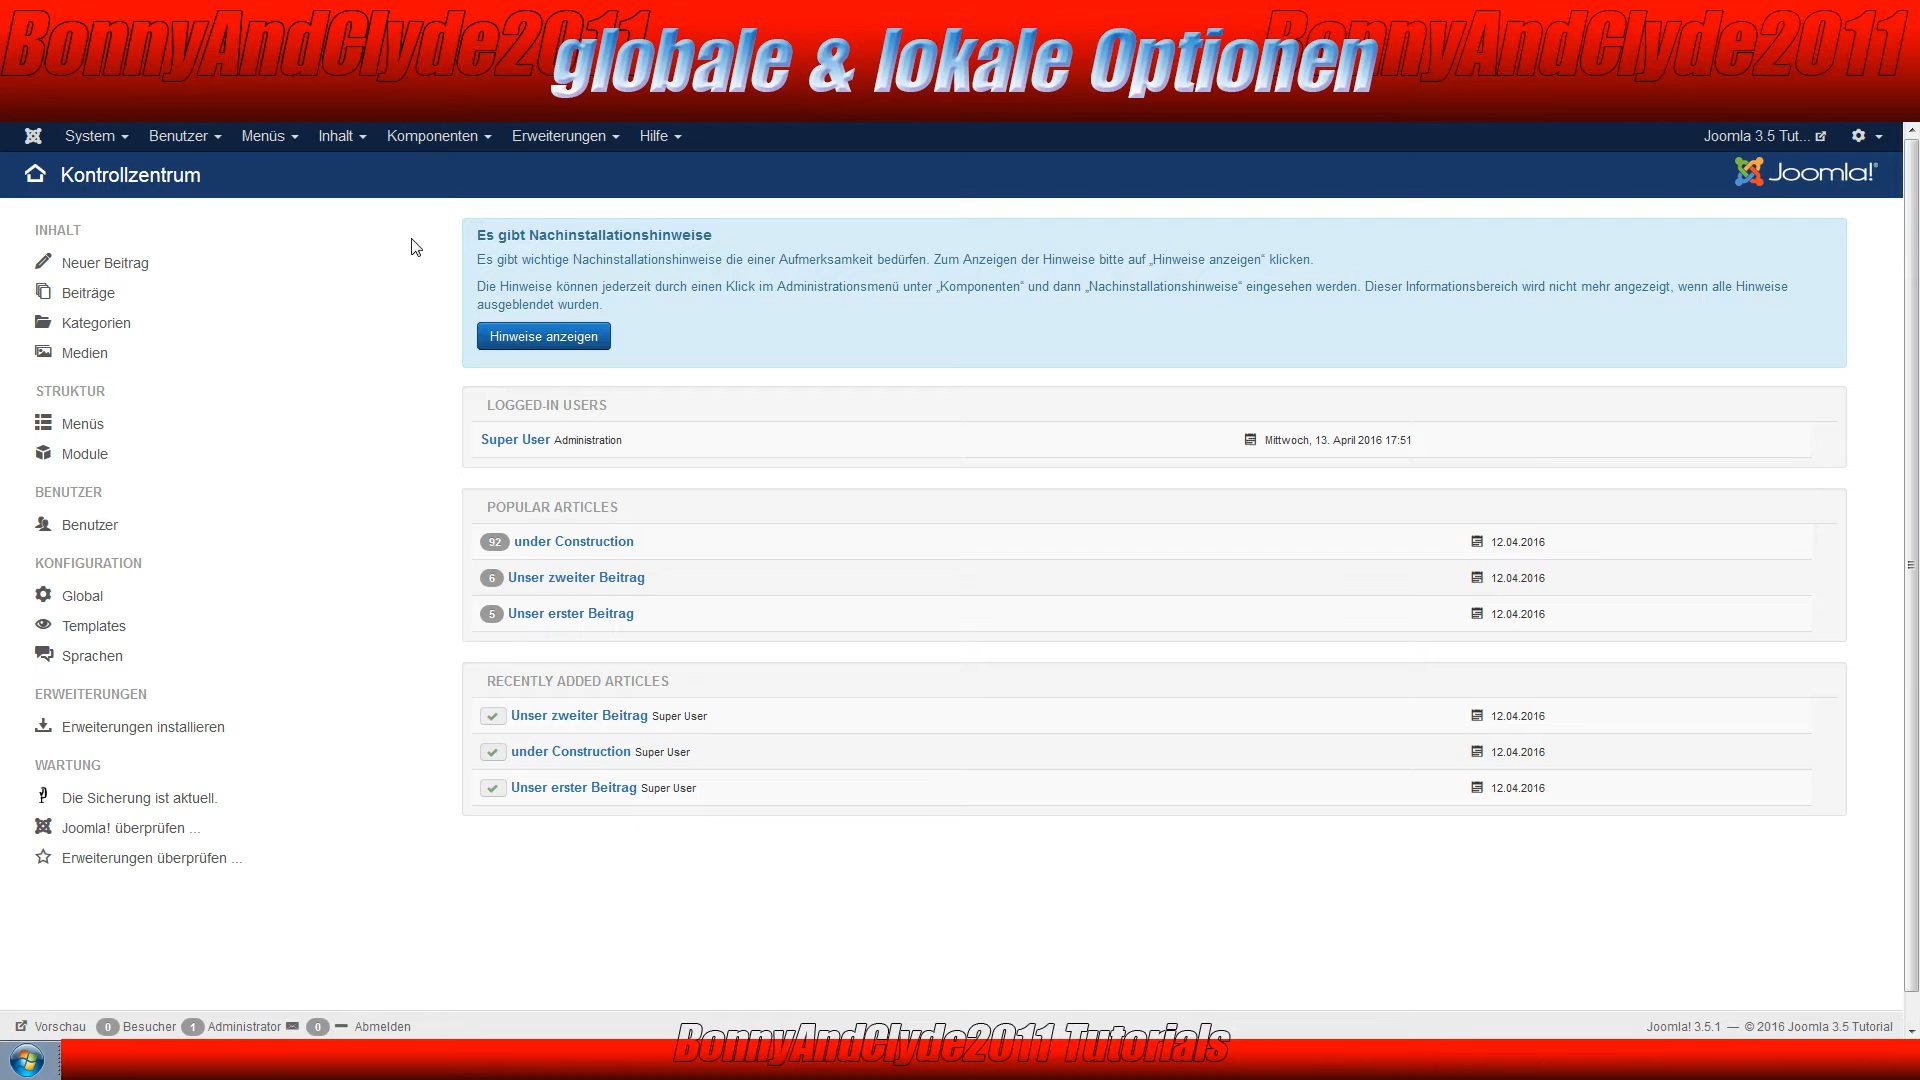 BonnyAndClyde2011
globale & lokale Optionen
BonnyAndClyde2011
System Benutzer Menüs Inhalt Komponenten Erweiterungen Hilfe
Joomla 3.5 Tut...
Kontrollzentrum
Joomla!®
INHALT
Neuer Beitrag
Beiträge
Kategorien
Medien
STRUKTUR
Menüs
Module
BENUTZER
Benutzer
KONFIGURATION
Global
Templates
Sprachen
ERWEITERUNGEN
Erweiterungen installieren
WARTUNG
Die Sicherung ist aktuell.
Joomla! überprüfen ...
Erweiterungen überprüfen ...
Es gibt Nachinstallationshinweise
Es gibt wichtige Nachinstallationshinweise die einer Aufmerksamkeit bedürfen. Zum Anzeigen der Hinweise bitte auf „Hinweise anzeigen“ klicken.
Die Hinweise können jederzeit durch einen Klick im Administrationsmenü unter „Komponenten“ und dann „Nachinstallationshinweise“ eingesehen werden. Dieser Informationsbereich wird nicht mehr angezeigt, wenn alle Hinweise
ausgeblendet wurden.
Hinweise anzeigen
LOGGED-IN USERS
Super User Administration Mittwoch, 13. April 2016 17:51
POPULAR ARTICLES
92 under Construction 12.04.2016
6 Unser zweiter Beitrag 12.04.2016
5 Unser erster Beitrag 12.04.2016
RECENTLY ADDED ARTICLES
Unser zweiter Beitrag Super User 12.04.2016
under Construction Super User 12.04.2016
Unser erster Beitrag Super User 12.04.2016
Vorschau 0 Besucher 1 Administrator 0 Abmelden
Joomla! 3.5.1 — © 2016 Joomla 3.5 Tutorial
BonnyAndClyde2011 Tutorials